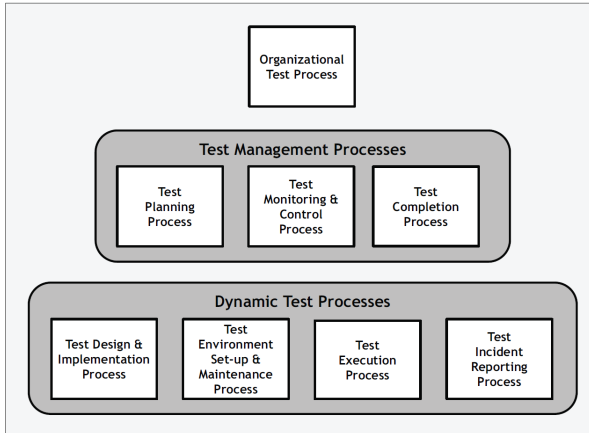 Organizational
Test Process
Test Management Processes
Test
Planning
Process
Test
Monitoring &
Control
Process
Test
Completion
Process
Dynamic Test Processes
Test Design &
Implementation
Process
Test
Environment
Set-up &
Maintenance
Process
Test
Execution
Process
Test
Incident
Reporting
Process